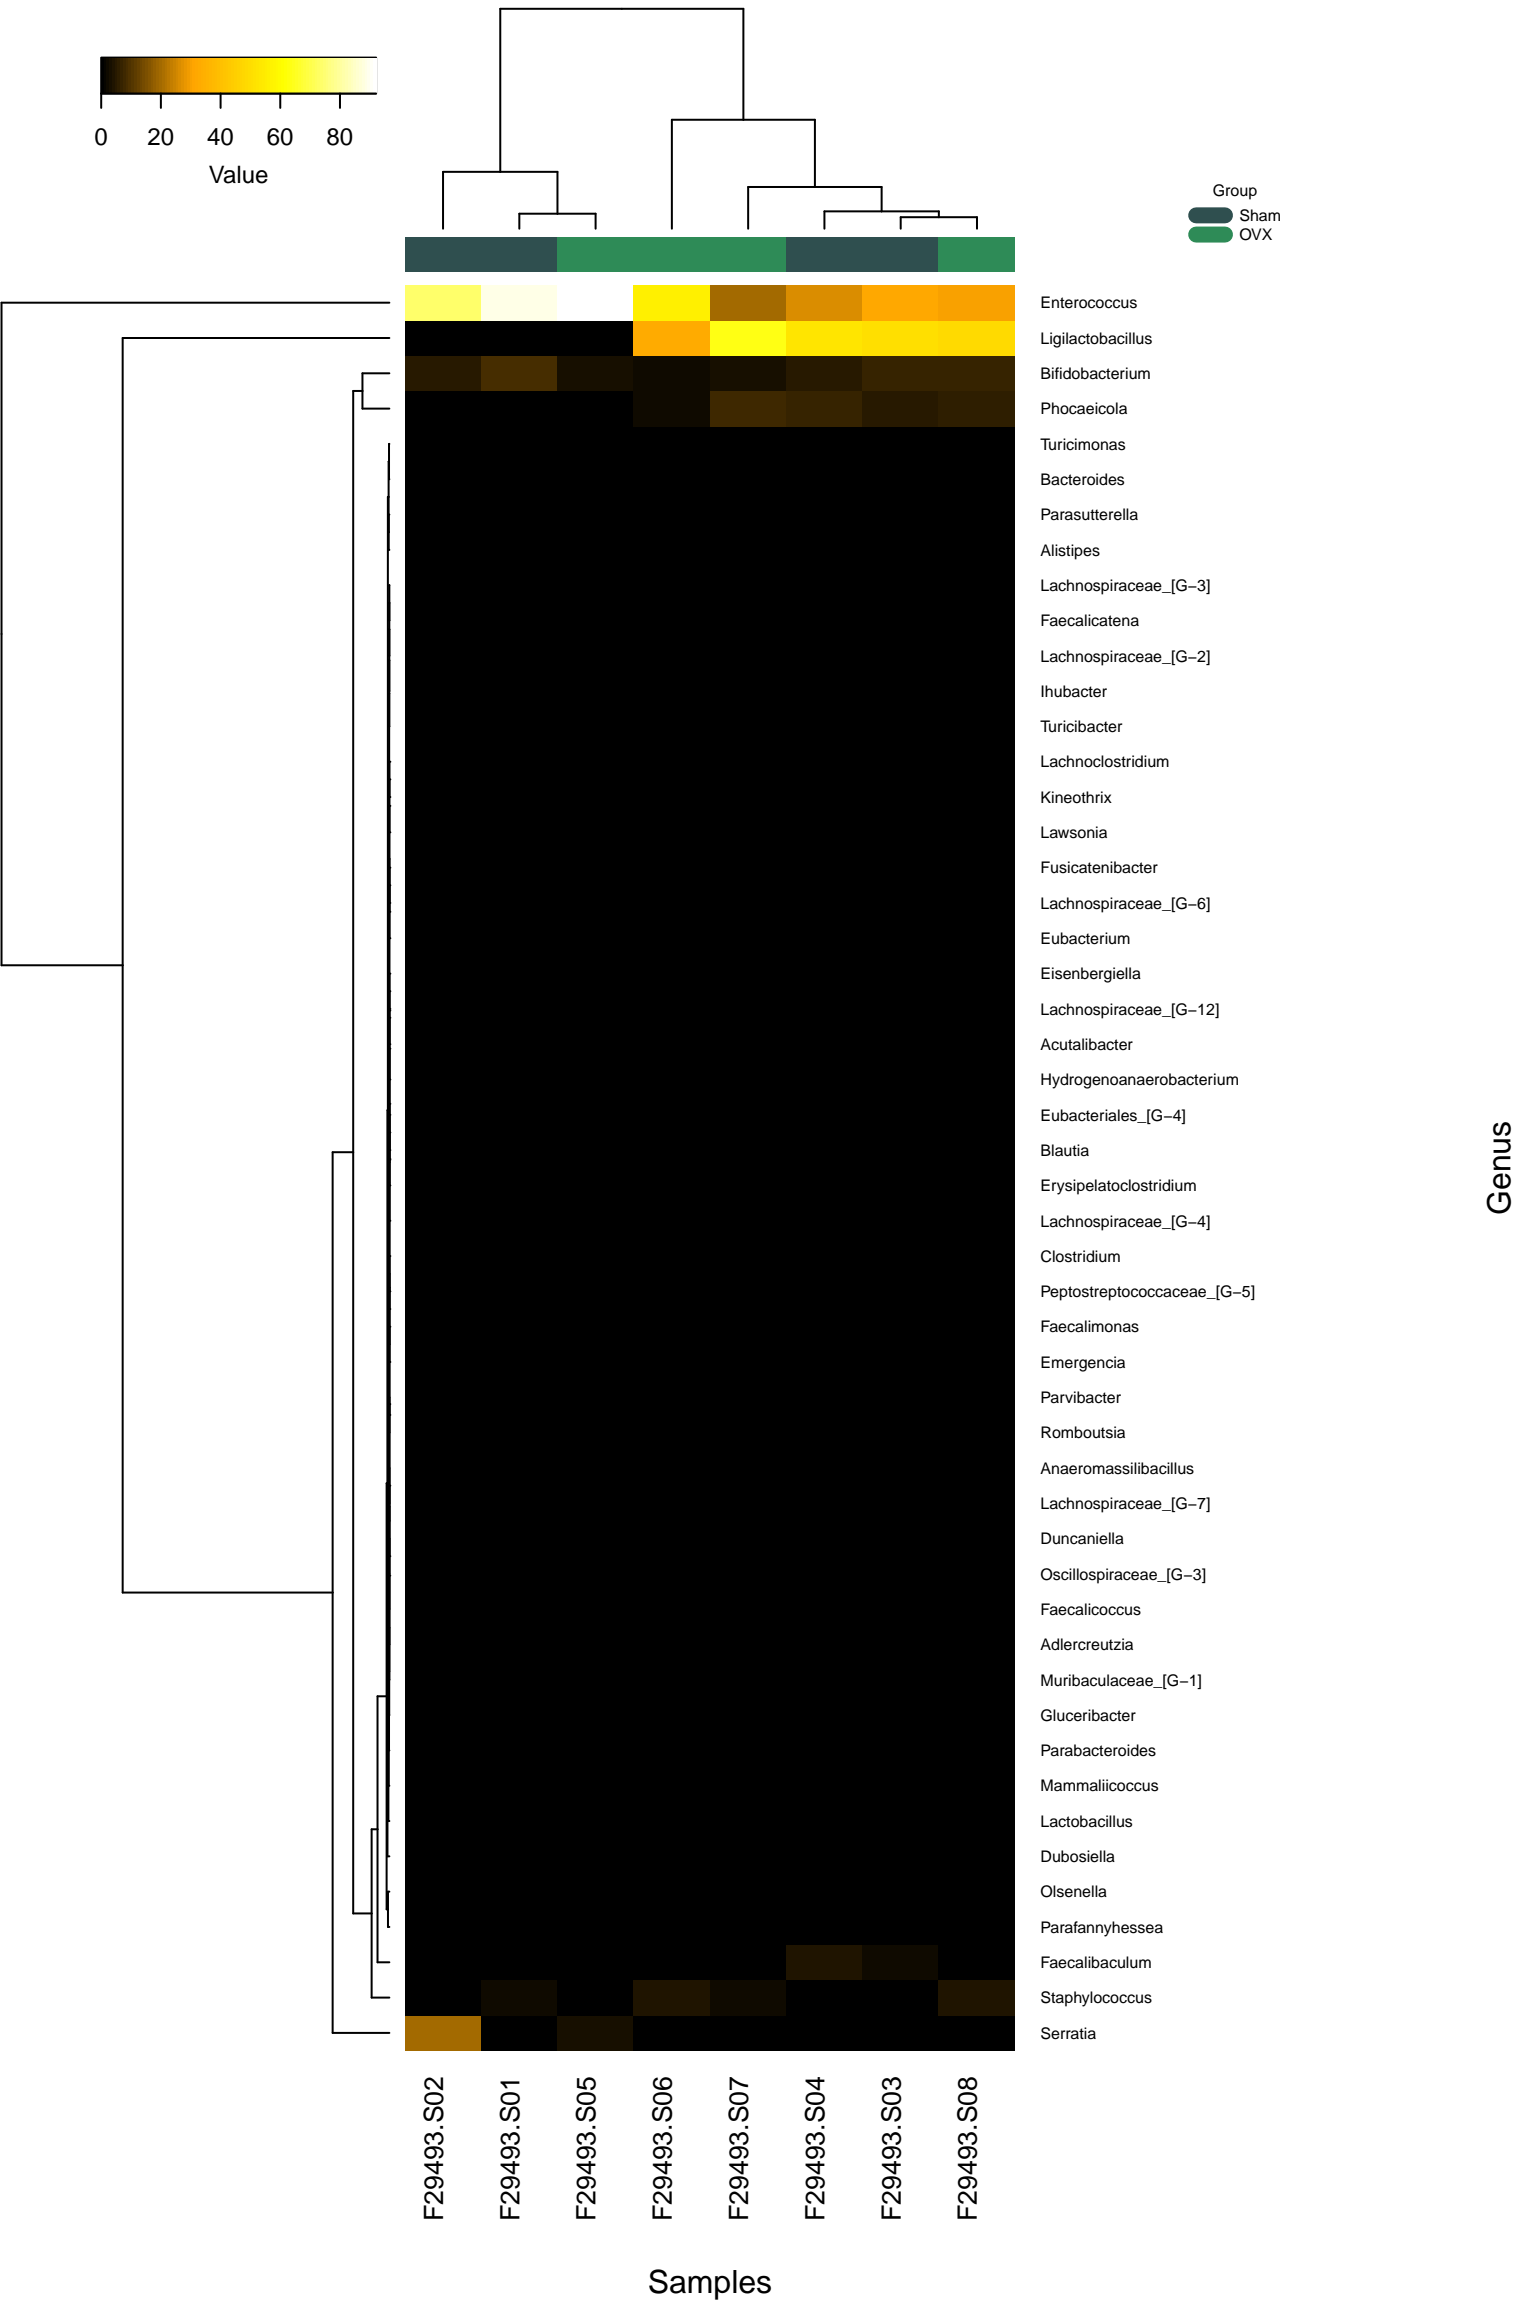 0 20 40 60 80
Value
Group
Sham
OVX
Enterococcus
Ligilactobacillus
Bifidobacterium
Phocaeicola
Turicimonas
Bacteroides
Parasutterella
Alistipes
Lachnospiraceae_[G−3]
Faecalicatena
Lachnospiraceae_[G−2]
Ihubacter
Turicibacter
Lachnoclostridium
Kineothrix
Lawsonia
Fusicatenibacter
Lachnospiraceae_[G−6]
Eubacterium
Eisenbergiella
Lachnospiraceae_[G−12]
Acutalibacter
Hydrogenoanaerobacterium
Eubacteriales_[G−4]
Blautia
Erysipelatoclostridium
Lachnospiraceae_[G−4]
Clostridium
Peptostreptococcaceae_[G−5]
Faecalimonas
Emergencia
Parvibacter
Romboutsia
Anaeromassilibacillus
Lachnospiraceae_[G−7]
Duncaniella
Oscillospiraceae_[G−3]
Faecalicoccus
Adlercreutzia
Muribaculaceae_[G−1]
Gluceribacter
Parabacteroides
Mammaliicoccus
Lactobacillus
Dubosiella
Olsenella
Parafannyhessea
Faecalibaculum
Staphylococcus
Serratia
Genus
F29493.S02
F29493.S01
F29493.S05
F29493.S06
F29493.S07
F29493.S04
F29493.S03
F29493.S08
Samples